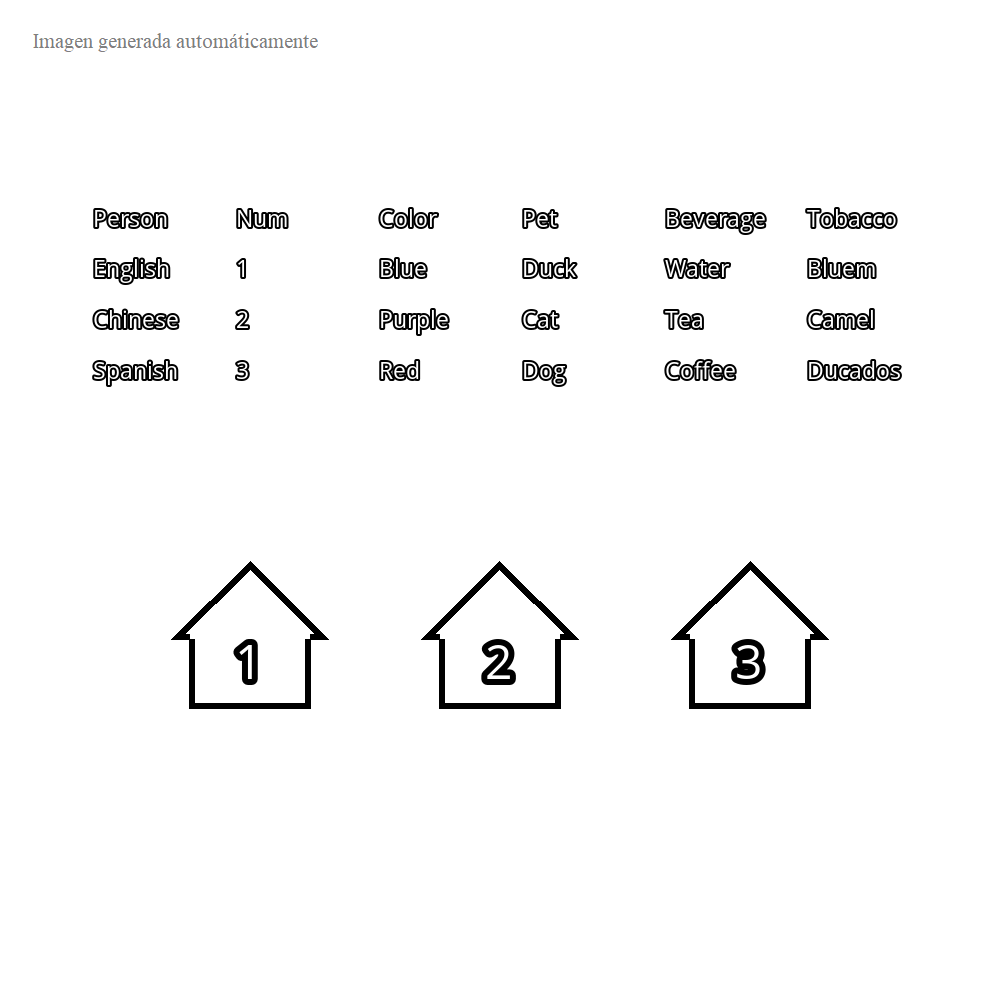 Imagen generada automáticamente
Person Num Color Pet Beverage Tobacco
English 1 Blue Duck Water Bluem
Chinese 2 Purple Cat Tea Camel
Spanish 3 Red Dog Coffee Ducados
1 2 3